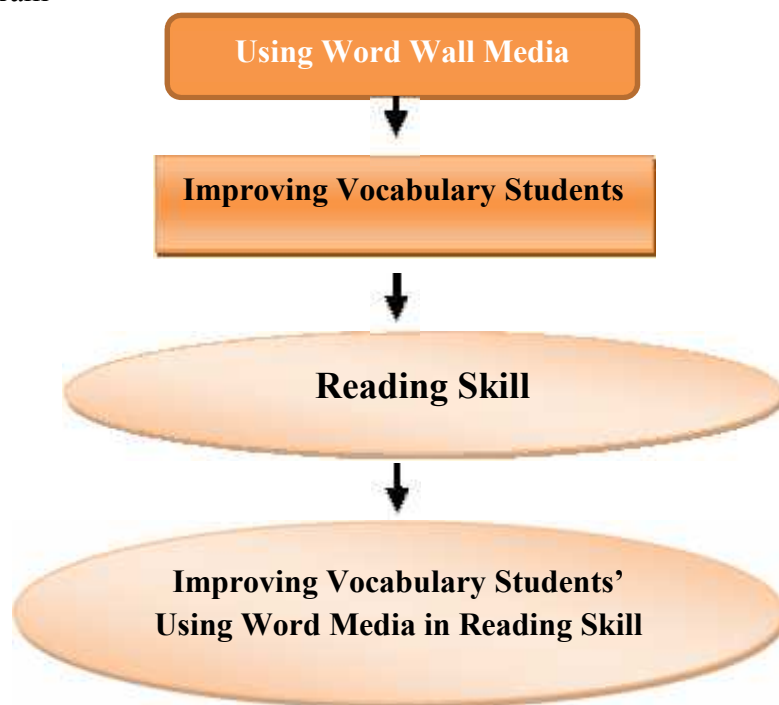 Using Word Wall Media
Improving Vocabulary Students
Reading Skill
Improving Vocabulary Students’
Using Word Media in Reading Skill